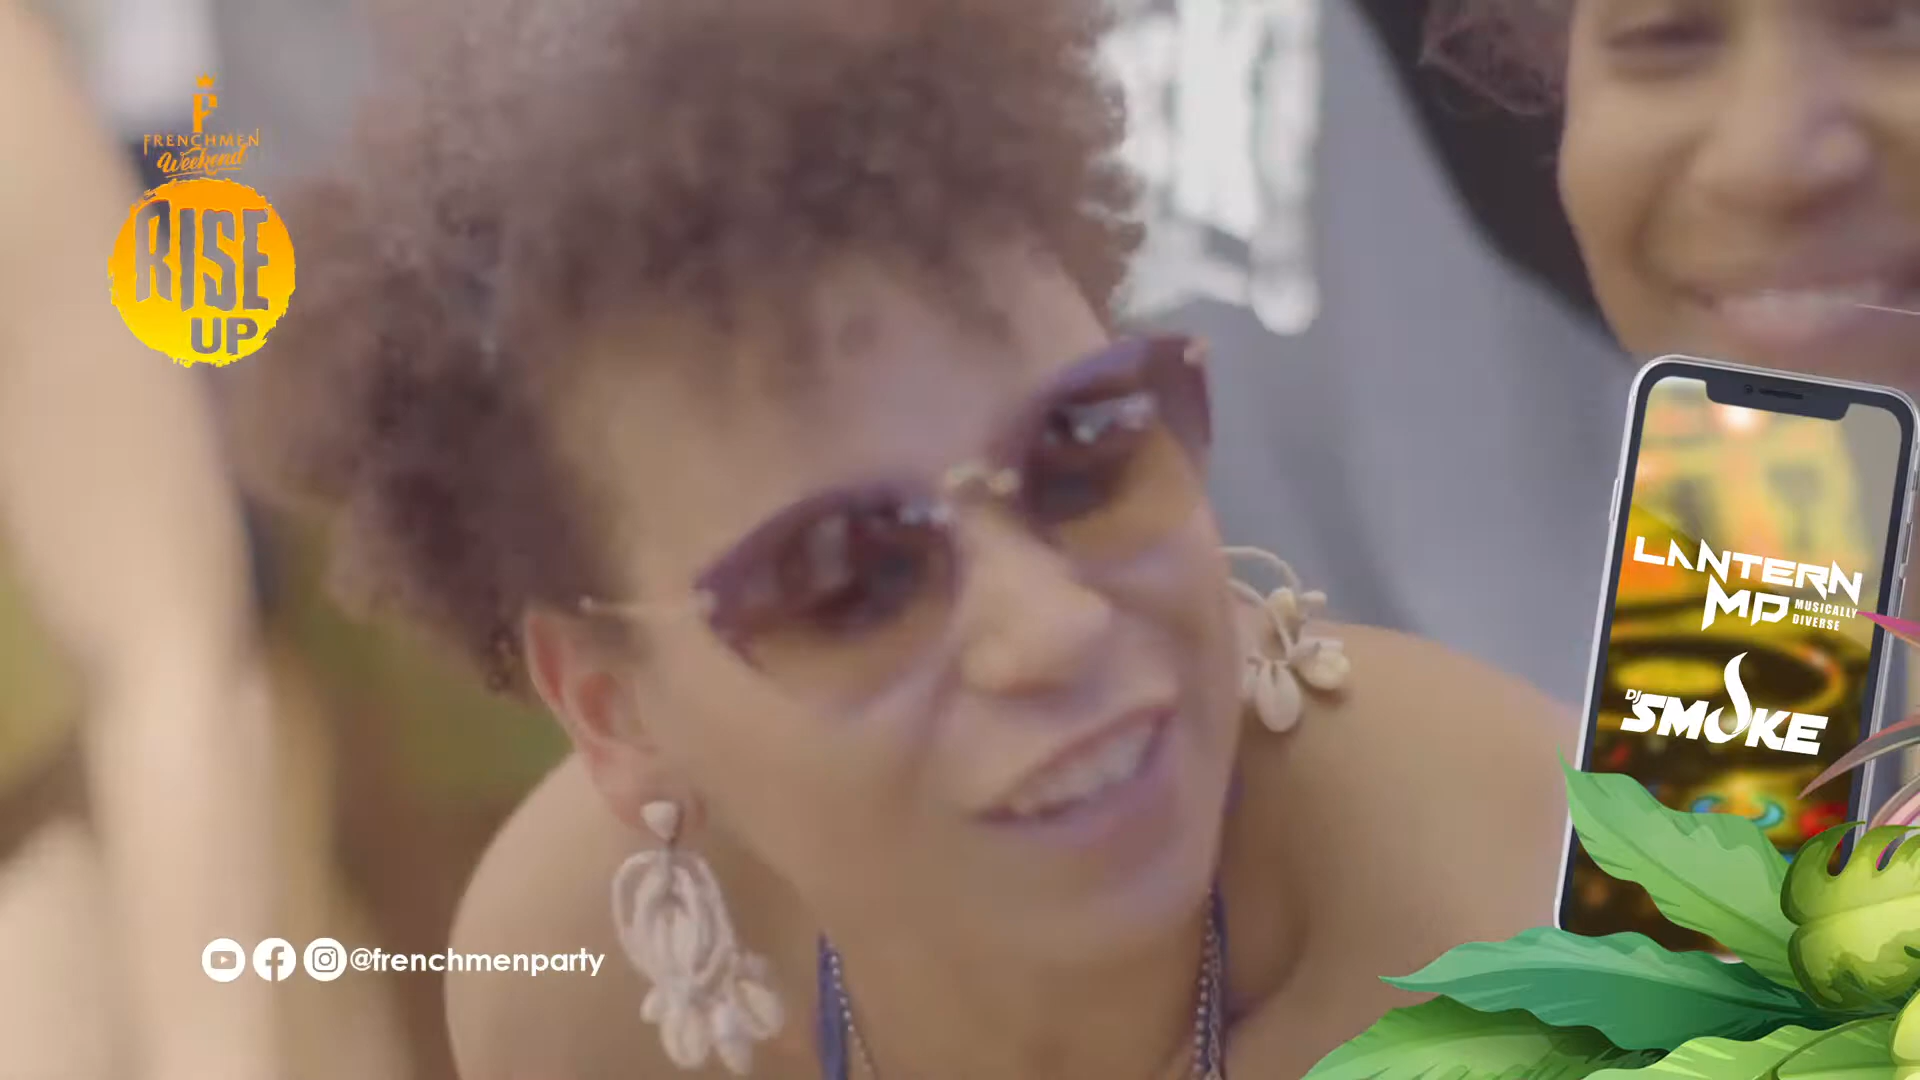 F
FRENCHMEN
Weekend
RISE
UP
LANTERN
MD MUSICALLY
DIVERSE
DJ
SMOKE
@frenchmenparty